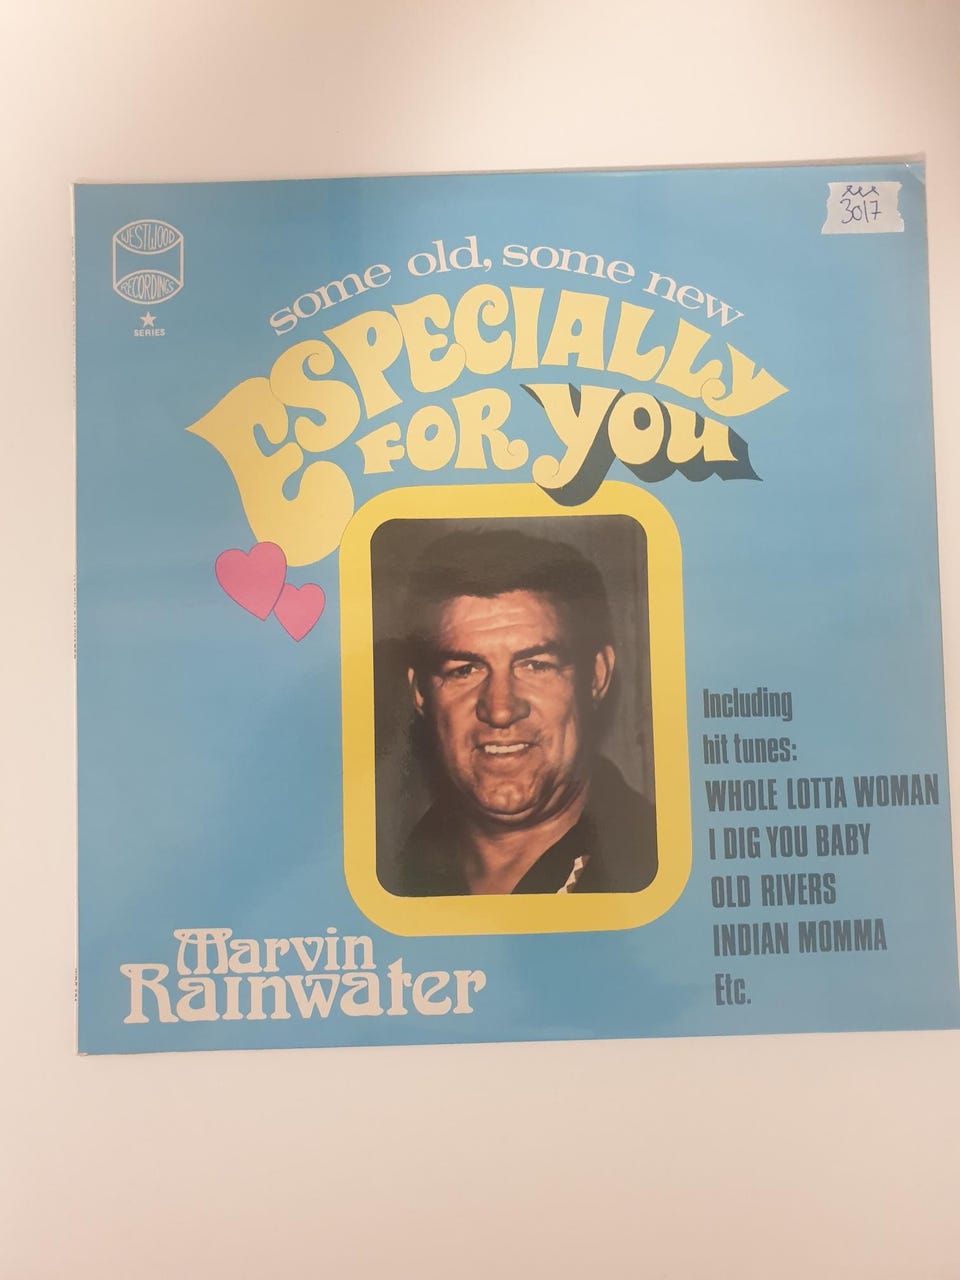 WESTWOOD
RECORDINGS
SERIES
3017
some old, some new
ESPECIALLY
FOR YOU
Including
hit tunes:
WHOLE LOTTA WOMAN
I DIG YOU BABY
OLD RIVERS
INDIAN MOMMA
Etc.
Marvin
Rainwater